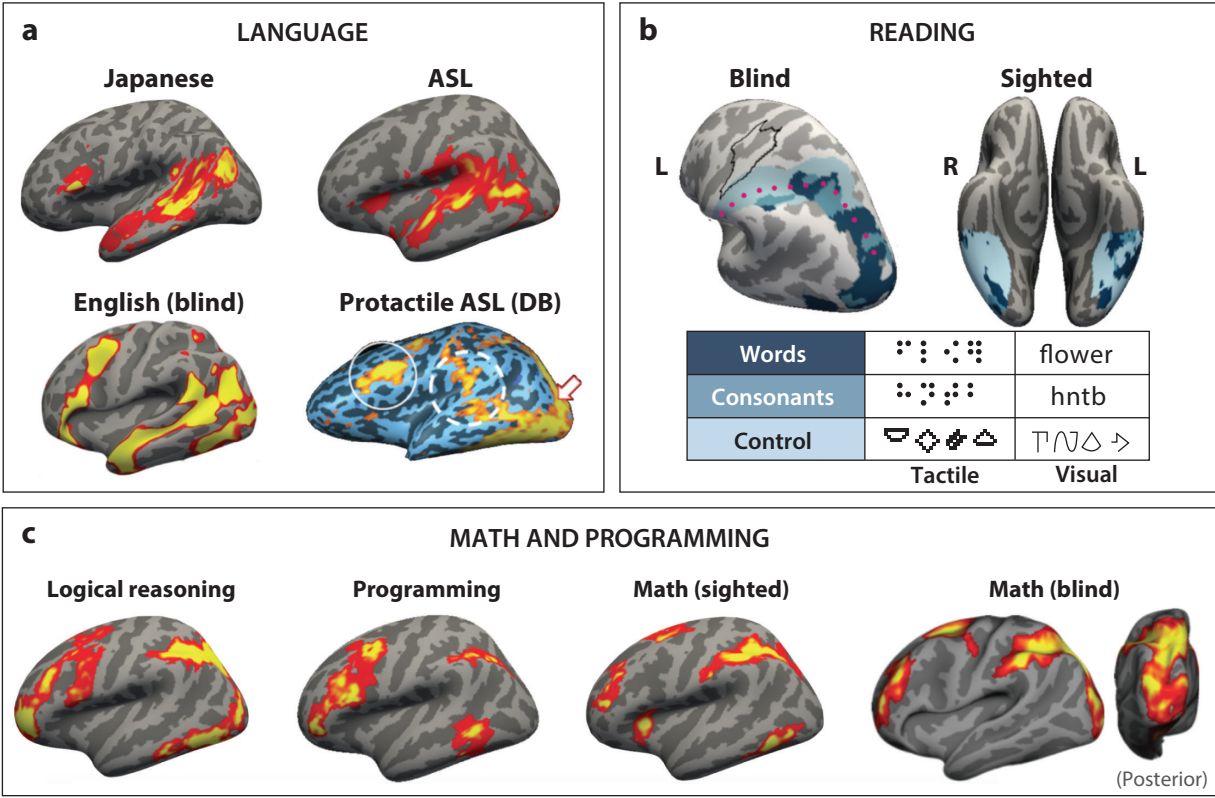 a
LANGUAGE
Japanese
ASL
English (blind)
Protactile ASL (DB)
b
READING
Blind
Sighted
L
R
L
Words ⠋⠇⠪⠻ flower
Consonants ⠓⠝⠞⠃ hntb
Control
Tactile
Visual
c
MATH AND PROGRAMMING
Logical reasoning
Programming
Math (sighted)
Math (blind)
(Posterior)